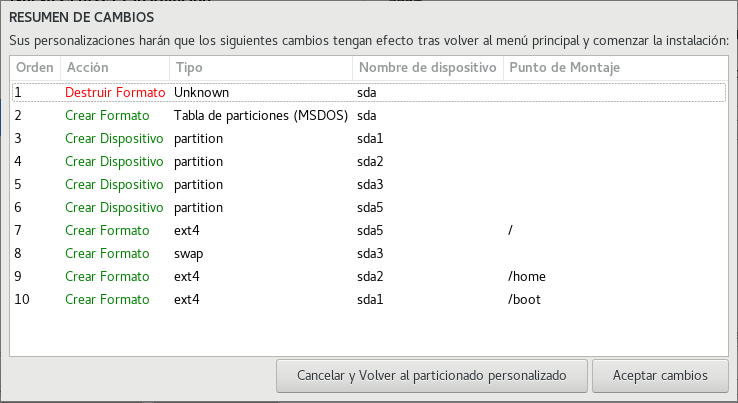 RESUMEN DE CAMBIOS
Sus personalizaciones harán que los siguientes cambios tengan efecto tras volver al menú principal y comenzar la instalación:
Orden Acción Tipo Nombre de dispositivo Punto de Montaje
1 Destruir Formato Unknown sda
2 Crear Formato Tabla de particiones (MSDOS) sda
3 Crear Dispositivo partition sda1
4 Crear Dispositivo partition sda2
5 Crear Dispositivo partition sda3
6 Crear Dispositivo partition sda5
7 Crear Formato ext4 sda5 /
8 Crear Formato swap sda3
9 Crear Formato ext4 sda2 /home
10 Crear Formato ext4 sda1 /boot
Cancelar y Volver al particionado personalizado Aceptar cambios